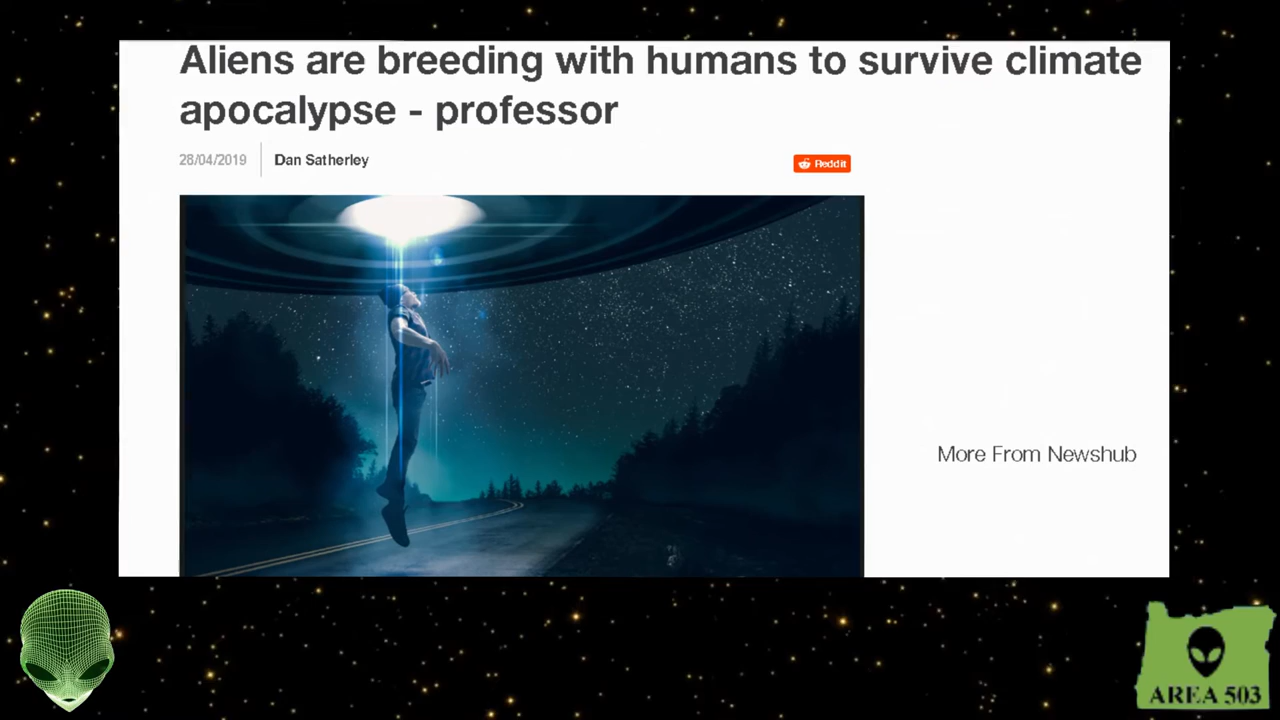 Aliens are breeding with humans to survive climate
apocalypse - professor
28/04/2019 Dan Satherley
Reddit
More From Newshub
AREA 503